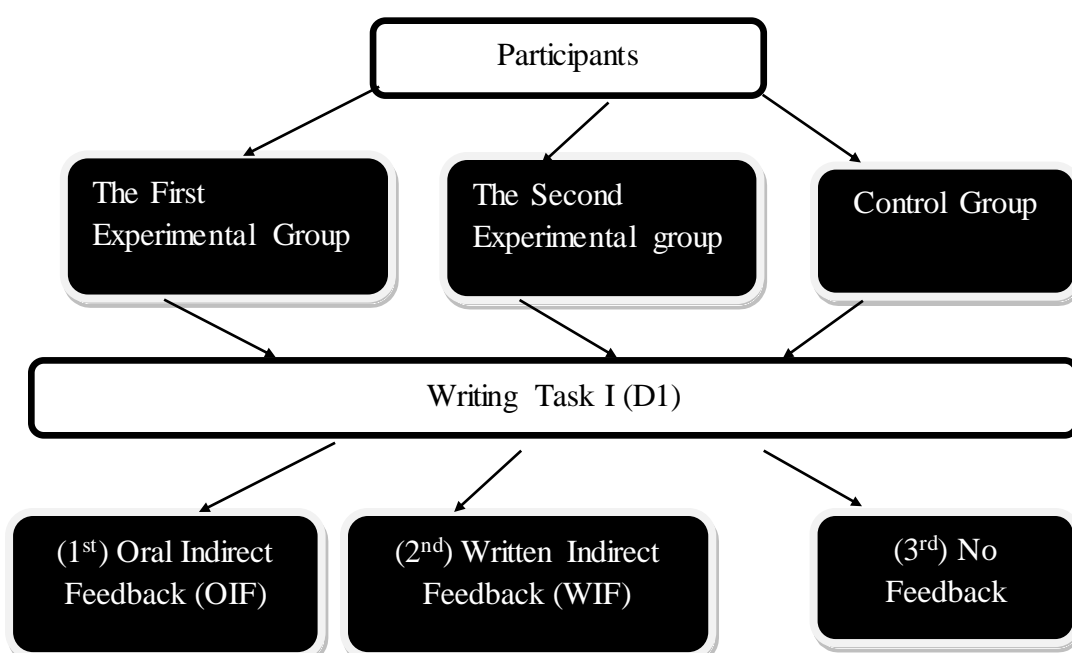 Participants
The First
Experimental Group
The Second
Experimental group
Control Group
Writing Task I (D1)
(1st) Oral Indirect
Feedback (OIF)
(2nd) Written Indirect
Feedback (WIF)
(3rd) No
Feedback